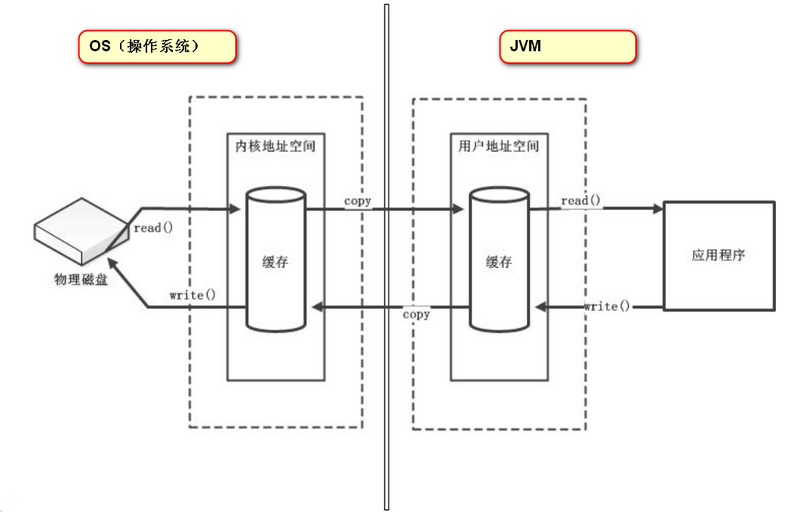 OS（操作系统）
JVM
内核地址空间
用户地址空间
copy
read()
read()
缓存
缓存
应用程序
物理磁盘
write()
copy
write()